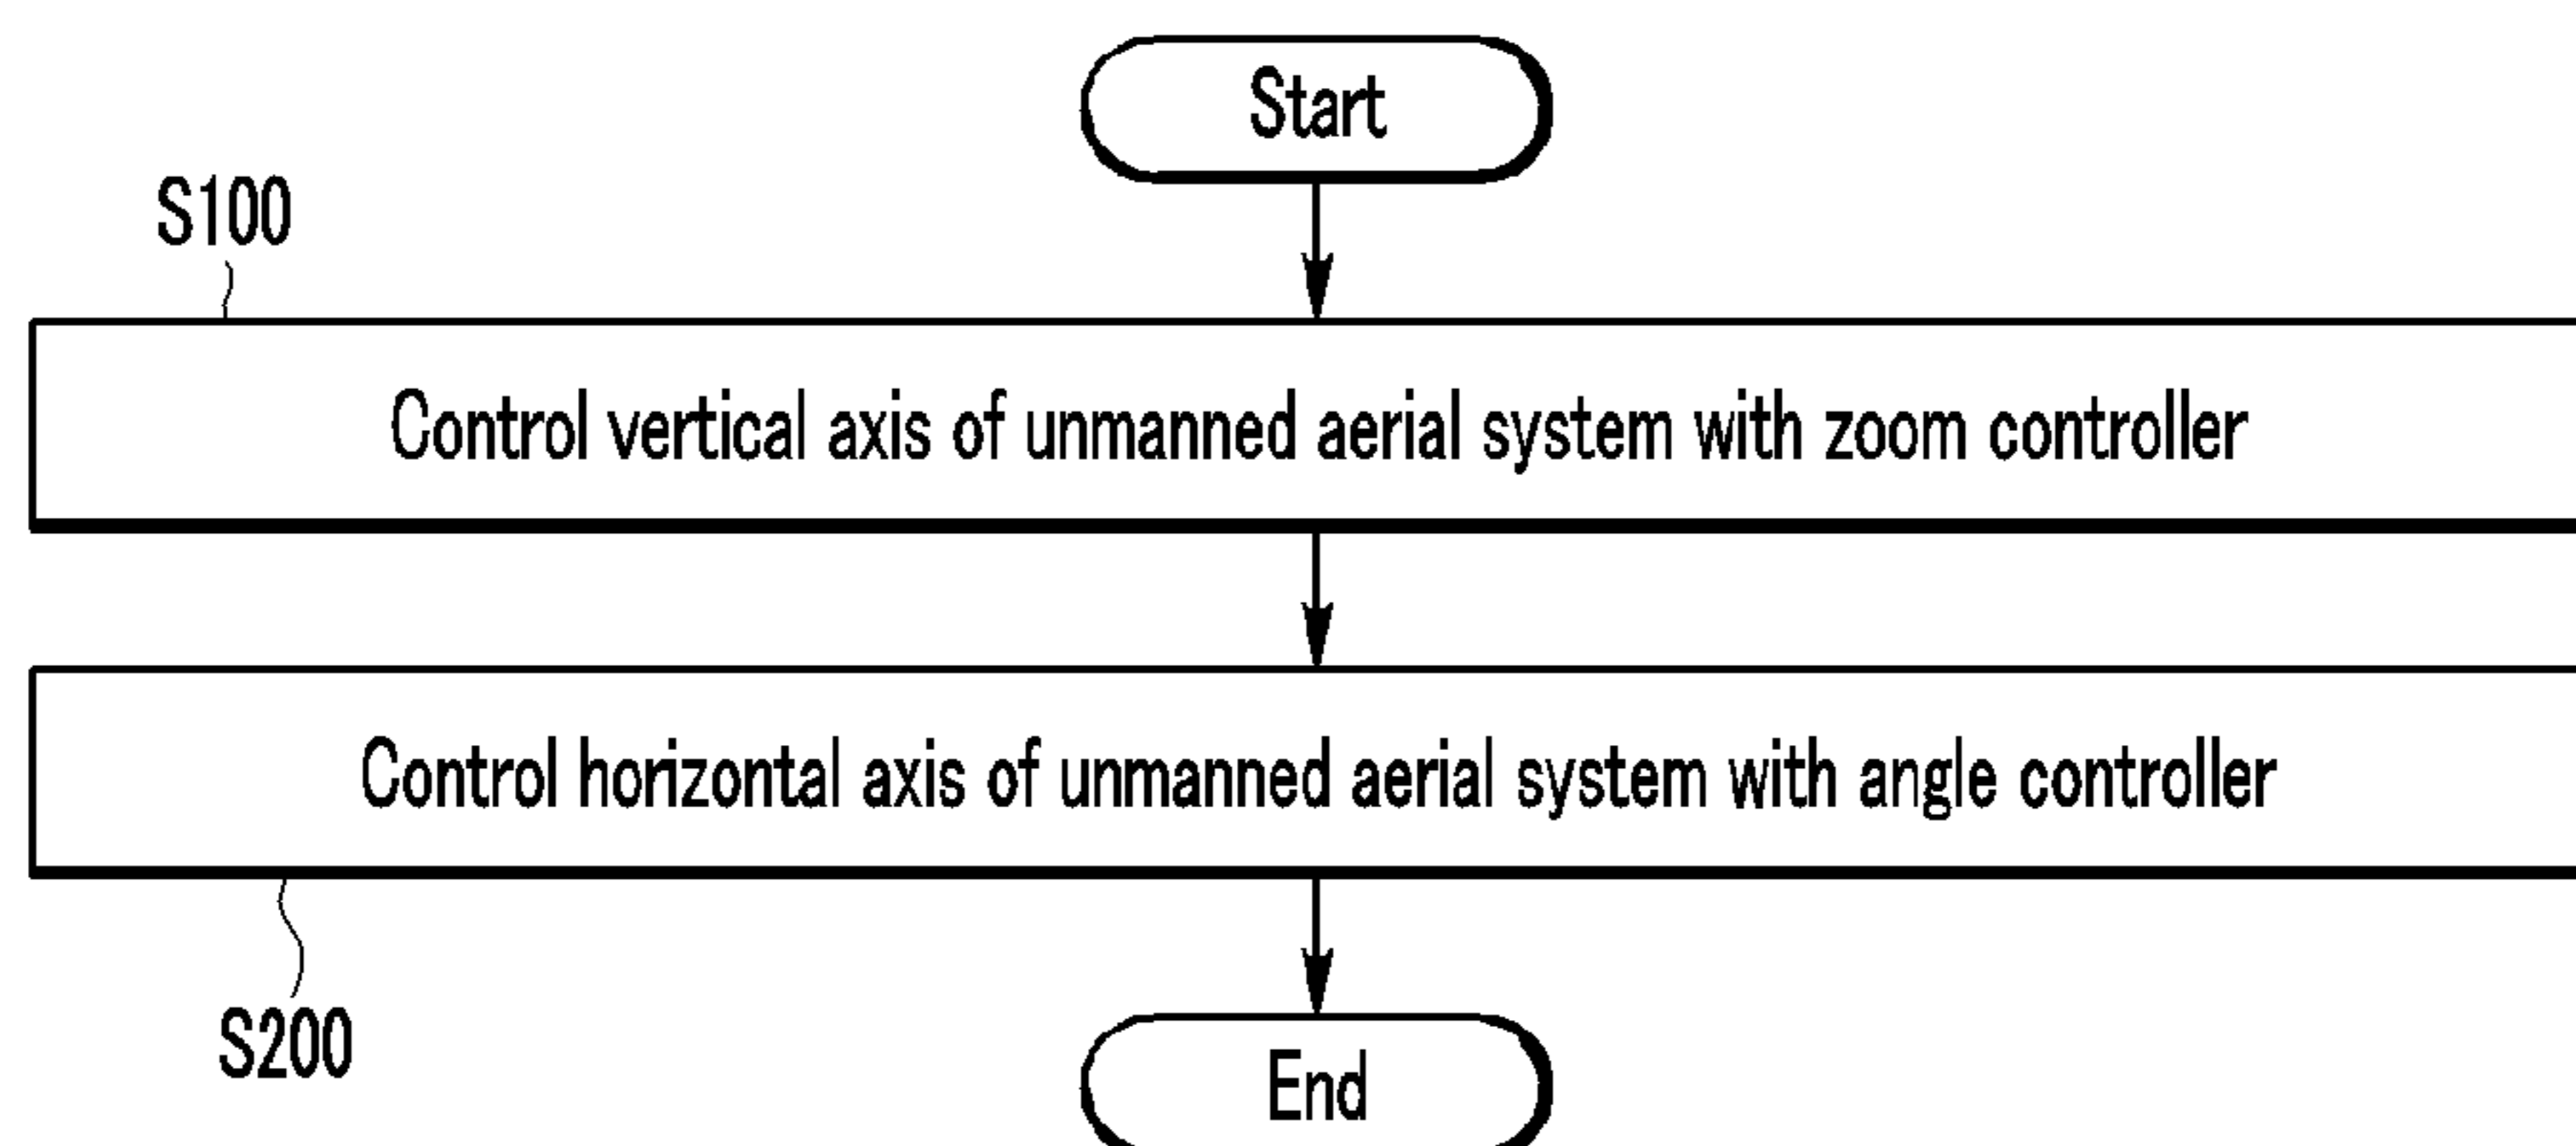 Start
S100
Control vertical axis of unmanned aerial system with zoom controller
Control horizontal axis of unmanned aerial system with angle controller
S200
End